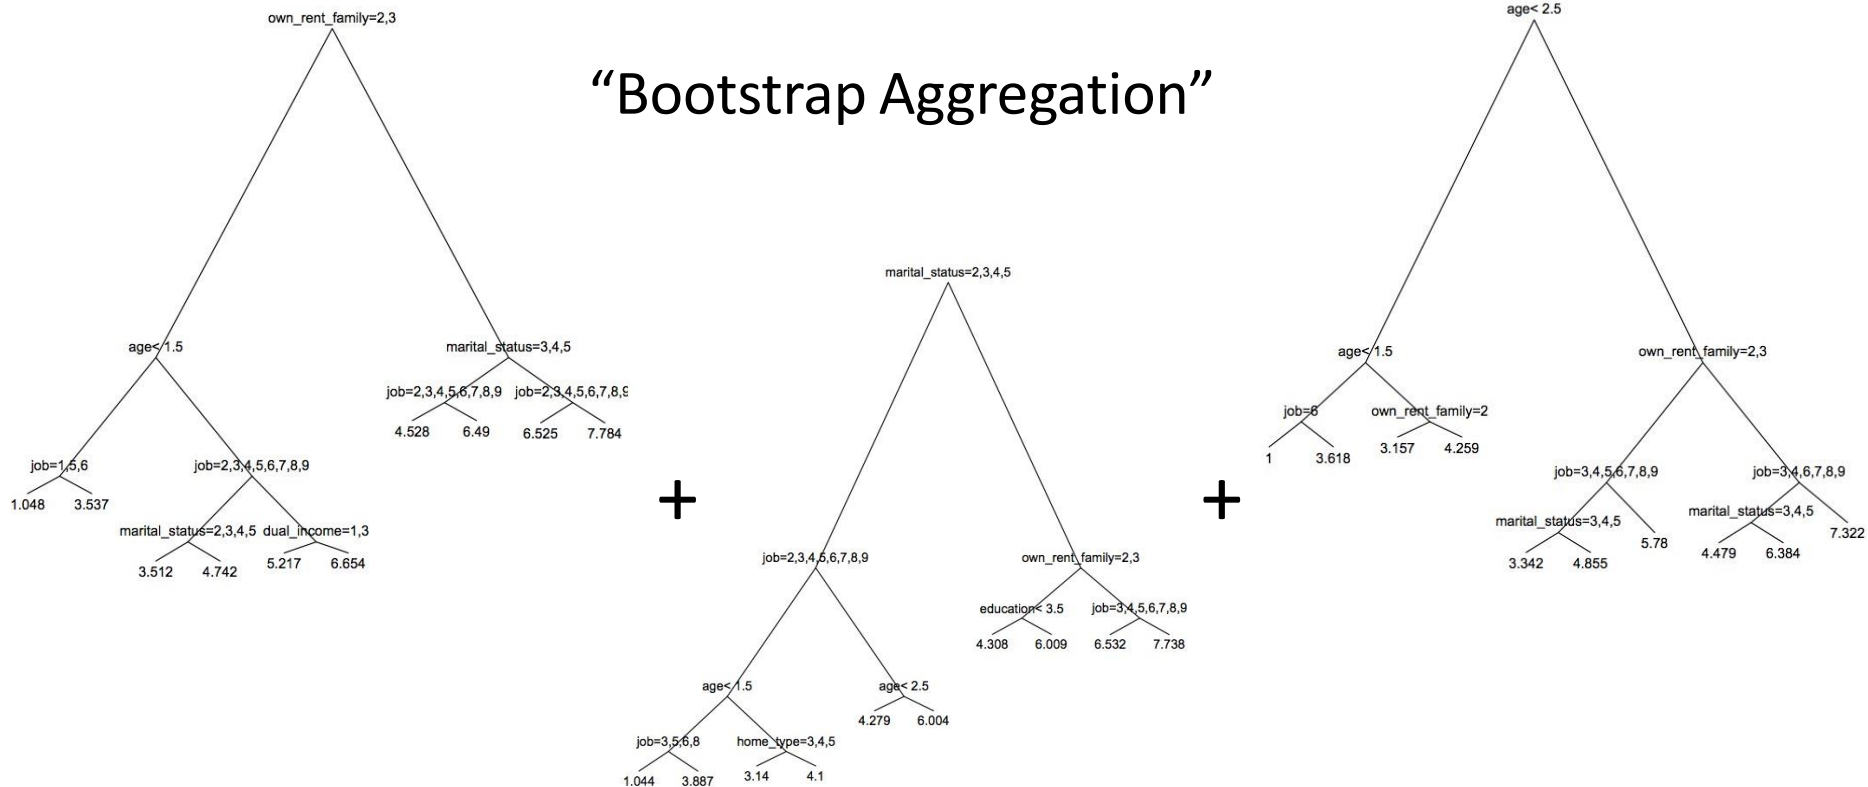 own_rent_family=2,3
age< 1.5
marital_status=3,4,5
job=2,3,4,5,6,7,8,9
job=2,3,4,5,6,7,8,9
4.528
6.49
6.525
7.784
job=1,5,6
job=2,3,4,5,6,7,8,9
1.048
3.537
marital_status=2,3,4,5
dual_income=1,3
3.512
4.742
5.217
6.654
“Bootstrap Aggregation”
+
marital_status=2,3,4,5
job=2,3,4,5,6,7,8,9
own_rent_family=2,3
education< 3.5
job=3,4,5,6,7,8,9
4.308
6.009
6.532
7.738
age< 1.5
age< 2.5
4.279
6.004
job=3,5,6,8
home_type=3,4,5
1.044
3.887
3.14
4.1
+
age< 2.5
age< 1.5
own_rent_family=2,3
job=6
own_rent_family=2
1
3.618
3.157
4.259
job=3,4,5,6,7,8,9
job=3,4,6,7,8,9
marital_status=3,4,5
5.78
marital_status=3,4,5
7.322
3.342
4.855
4.479
6.384